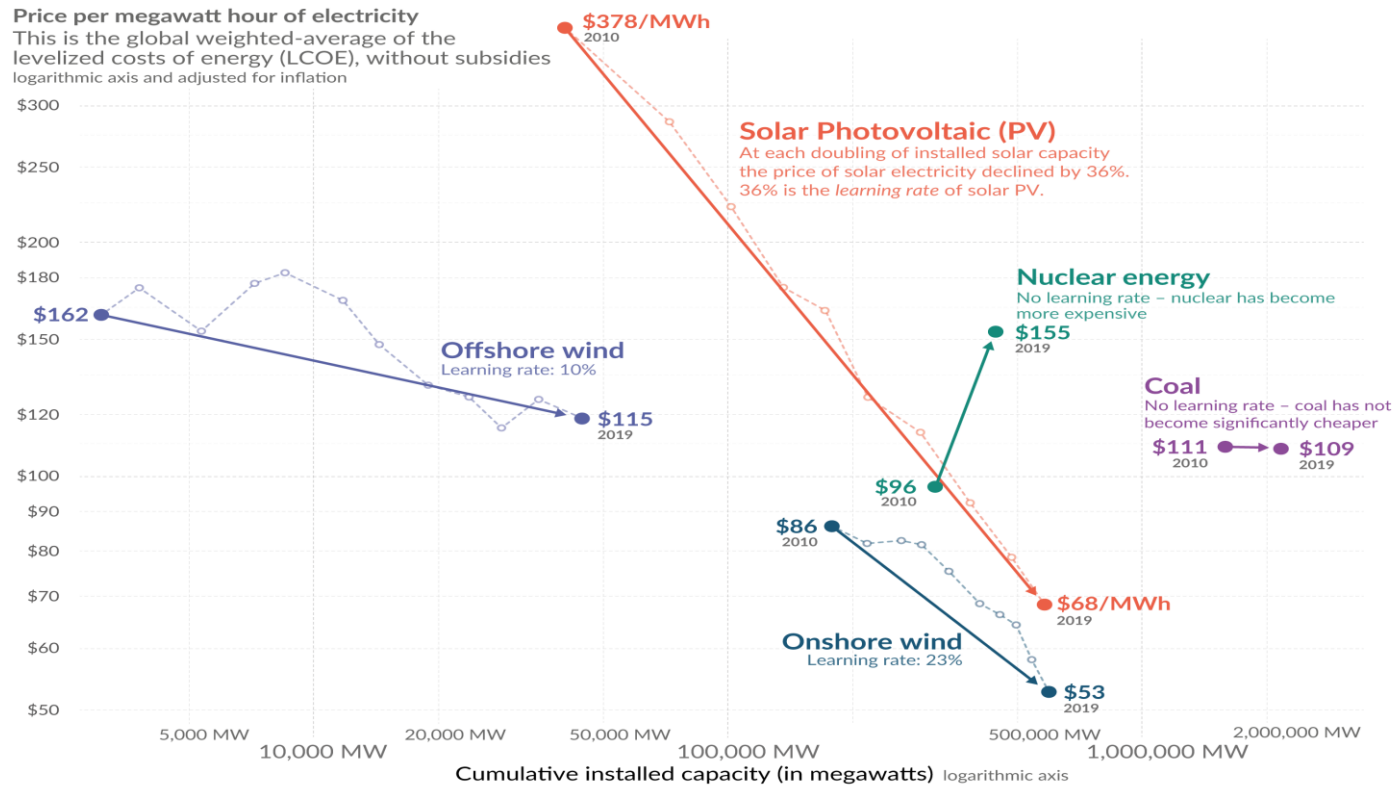 Price per megawatt hour of electricity
This is the global weighted-average of the
levelized costs of energy (LCOE), without subsidies
logarithmic axis and adjusted for inflation
$378/MWh
2010
$300
$250
$200
$180
$150
$120
$100
$90
$80
$70
$60
$50
Solar Photovoltaic (PV)
At each doubling of installed solar capacity
the price of solar electricity declined by 36%.
36% is the learning rate of solar PV.
$162
Offshore wind
Learning rate: 10%
$115
2019
Nuclear energy
No learning rate – nuclear has become
more expensive
$155
2019
$96
2010
Coal
No learning rate – coal has not
become significantly cheaper
$111
2010
$109
2019
$86
2010
$68/MWh
2019
Onshore wind
Learning rate: 23%
$53
2019
5,000 MW
10,000 MW
20,000 MW
50,000 MW
100,000 MW
500,000 MW
1,000,000 MW
2,000,000 MW
Cumulative installed capacity (in megawatts) logarithmic axis